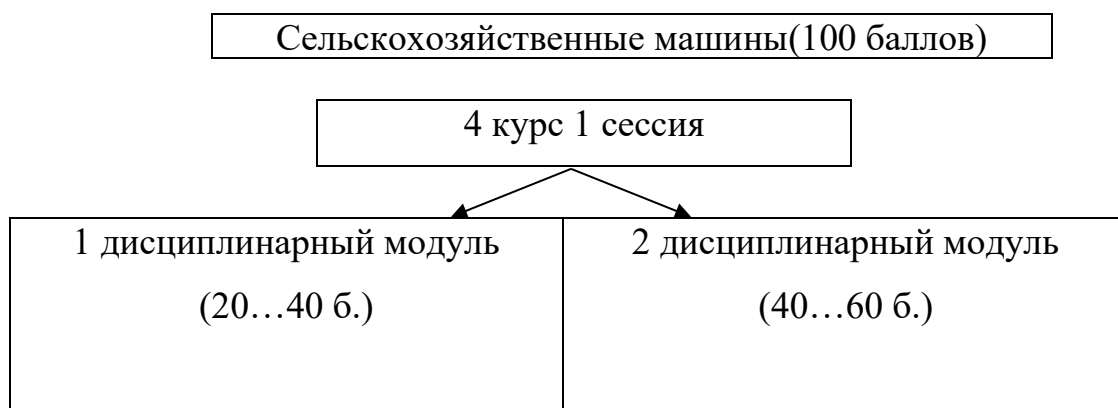 Сельскохозяйственные машины(100 баллов)
4 курс 1 сессия
1 дисциплинарный модуль
(20…40 б.)
2 дисциплинарный модуль
(40…60 б.)